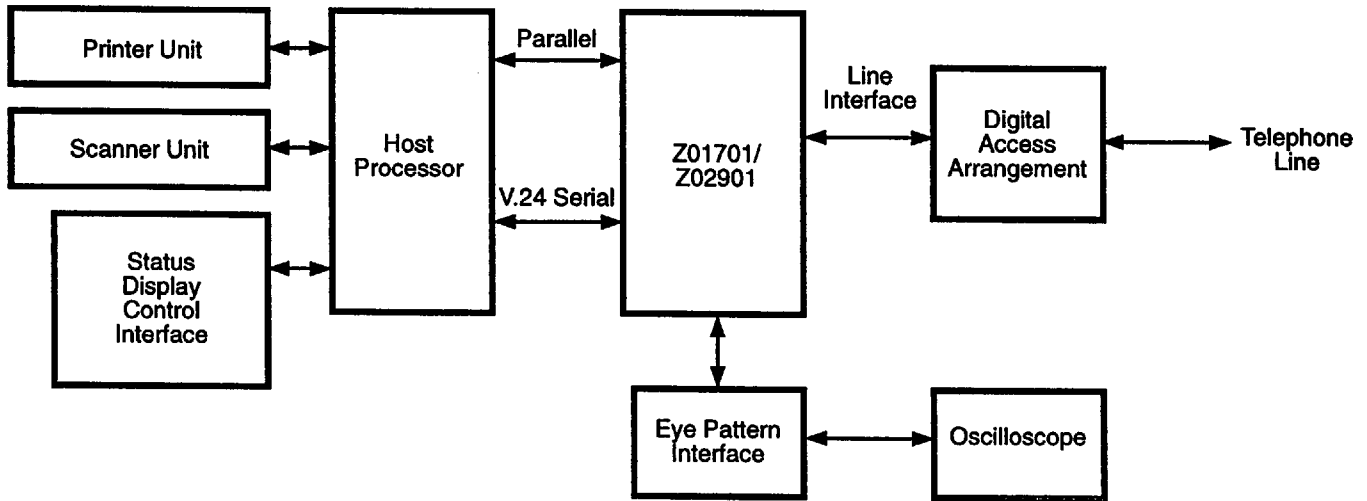 Printer Unit
Scanner Unit
Status
Display
Control
Interface
Host
Processor
Parallel
V.24 Serial
Z01701/
Z02901
Line
Interface
Digital
Access
Arrangement
Telephone
Line
Eye Pattern
Interface
Oscilloscope